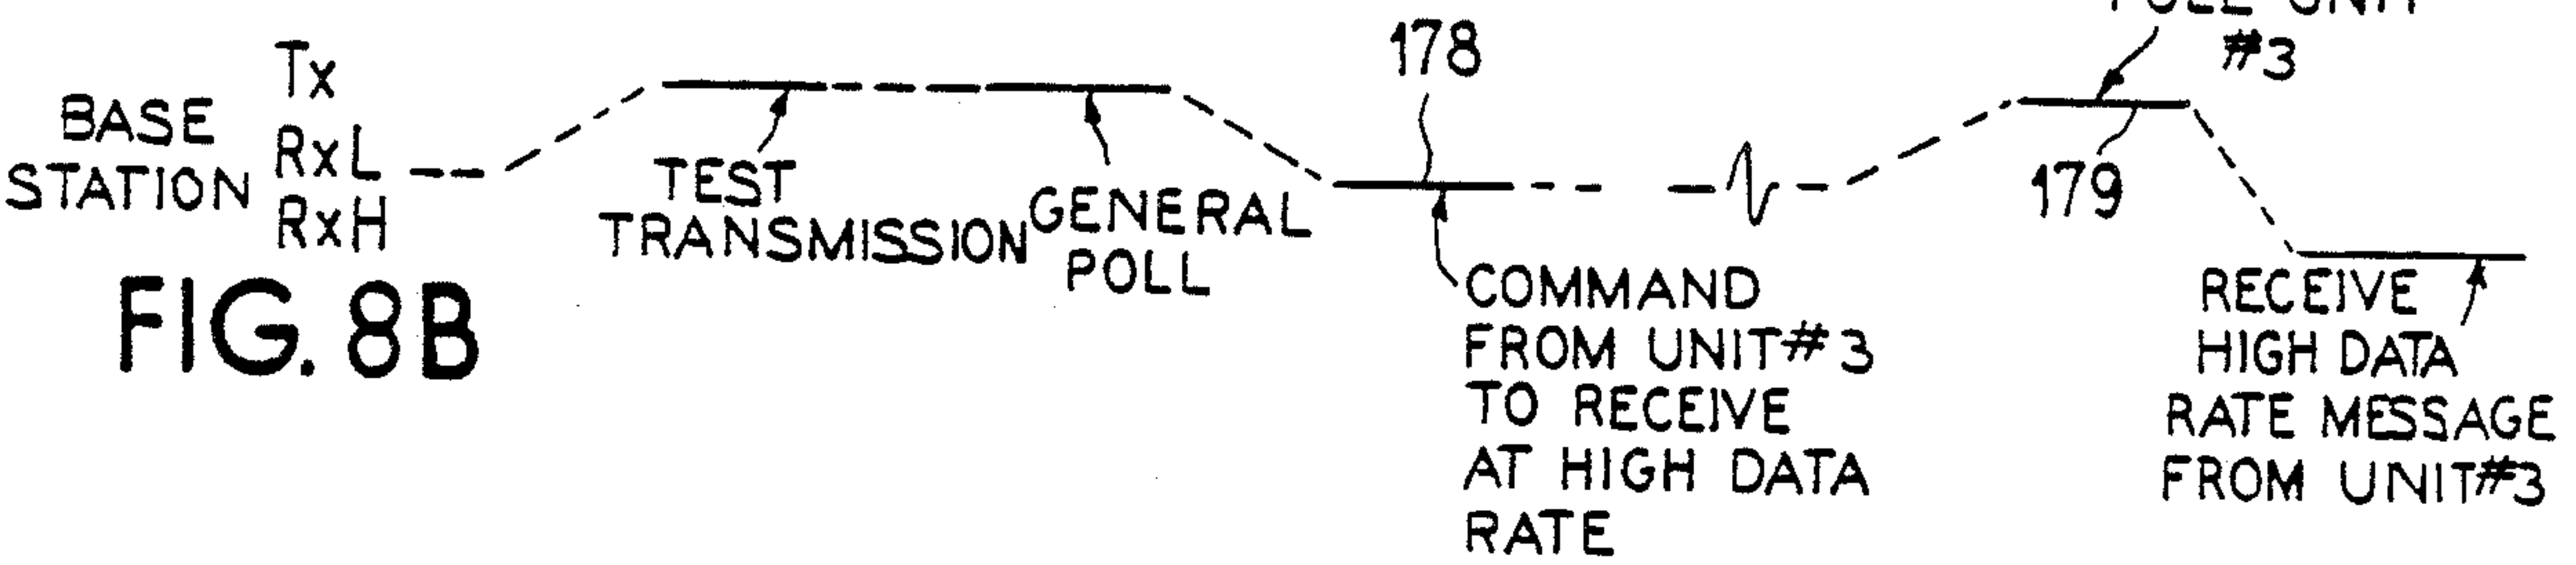 BASE
STATION
Tx
RxL
RxH
FIG. 8B
TEST
TRANSMISSION
GENERAL
POLL
178
COMMAND
FROM UNIT#3
TO RECEIVE
AT HIGH DATA
RATE
UNIT
#3
179
RECEIVE
HIGH DATA
RATE MESSAGE
FROM UNIT#3